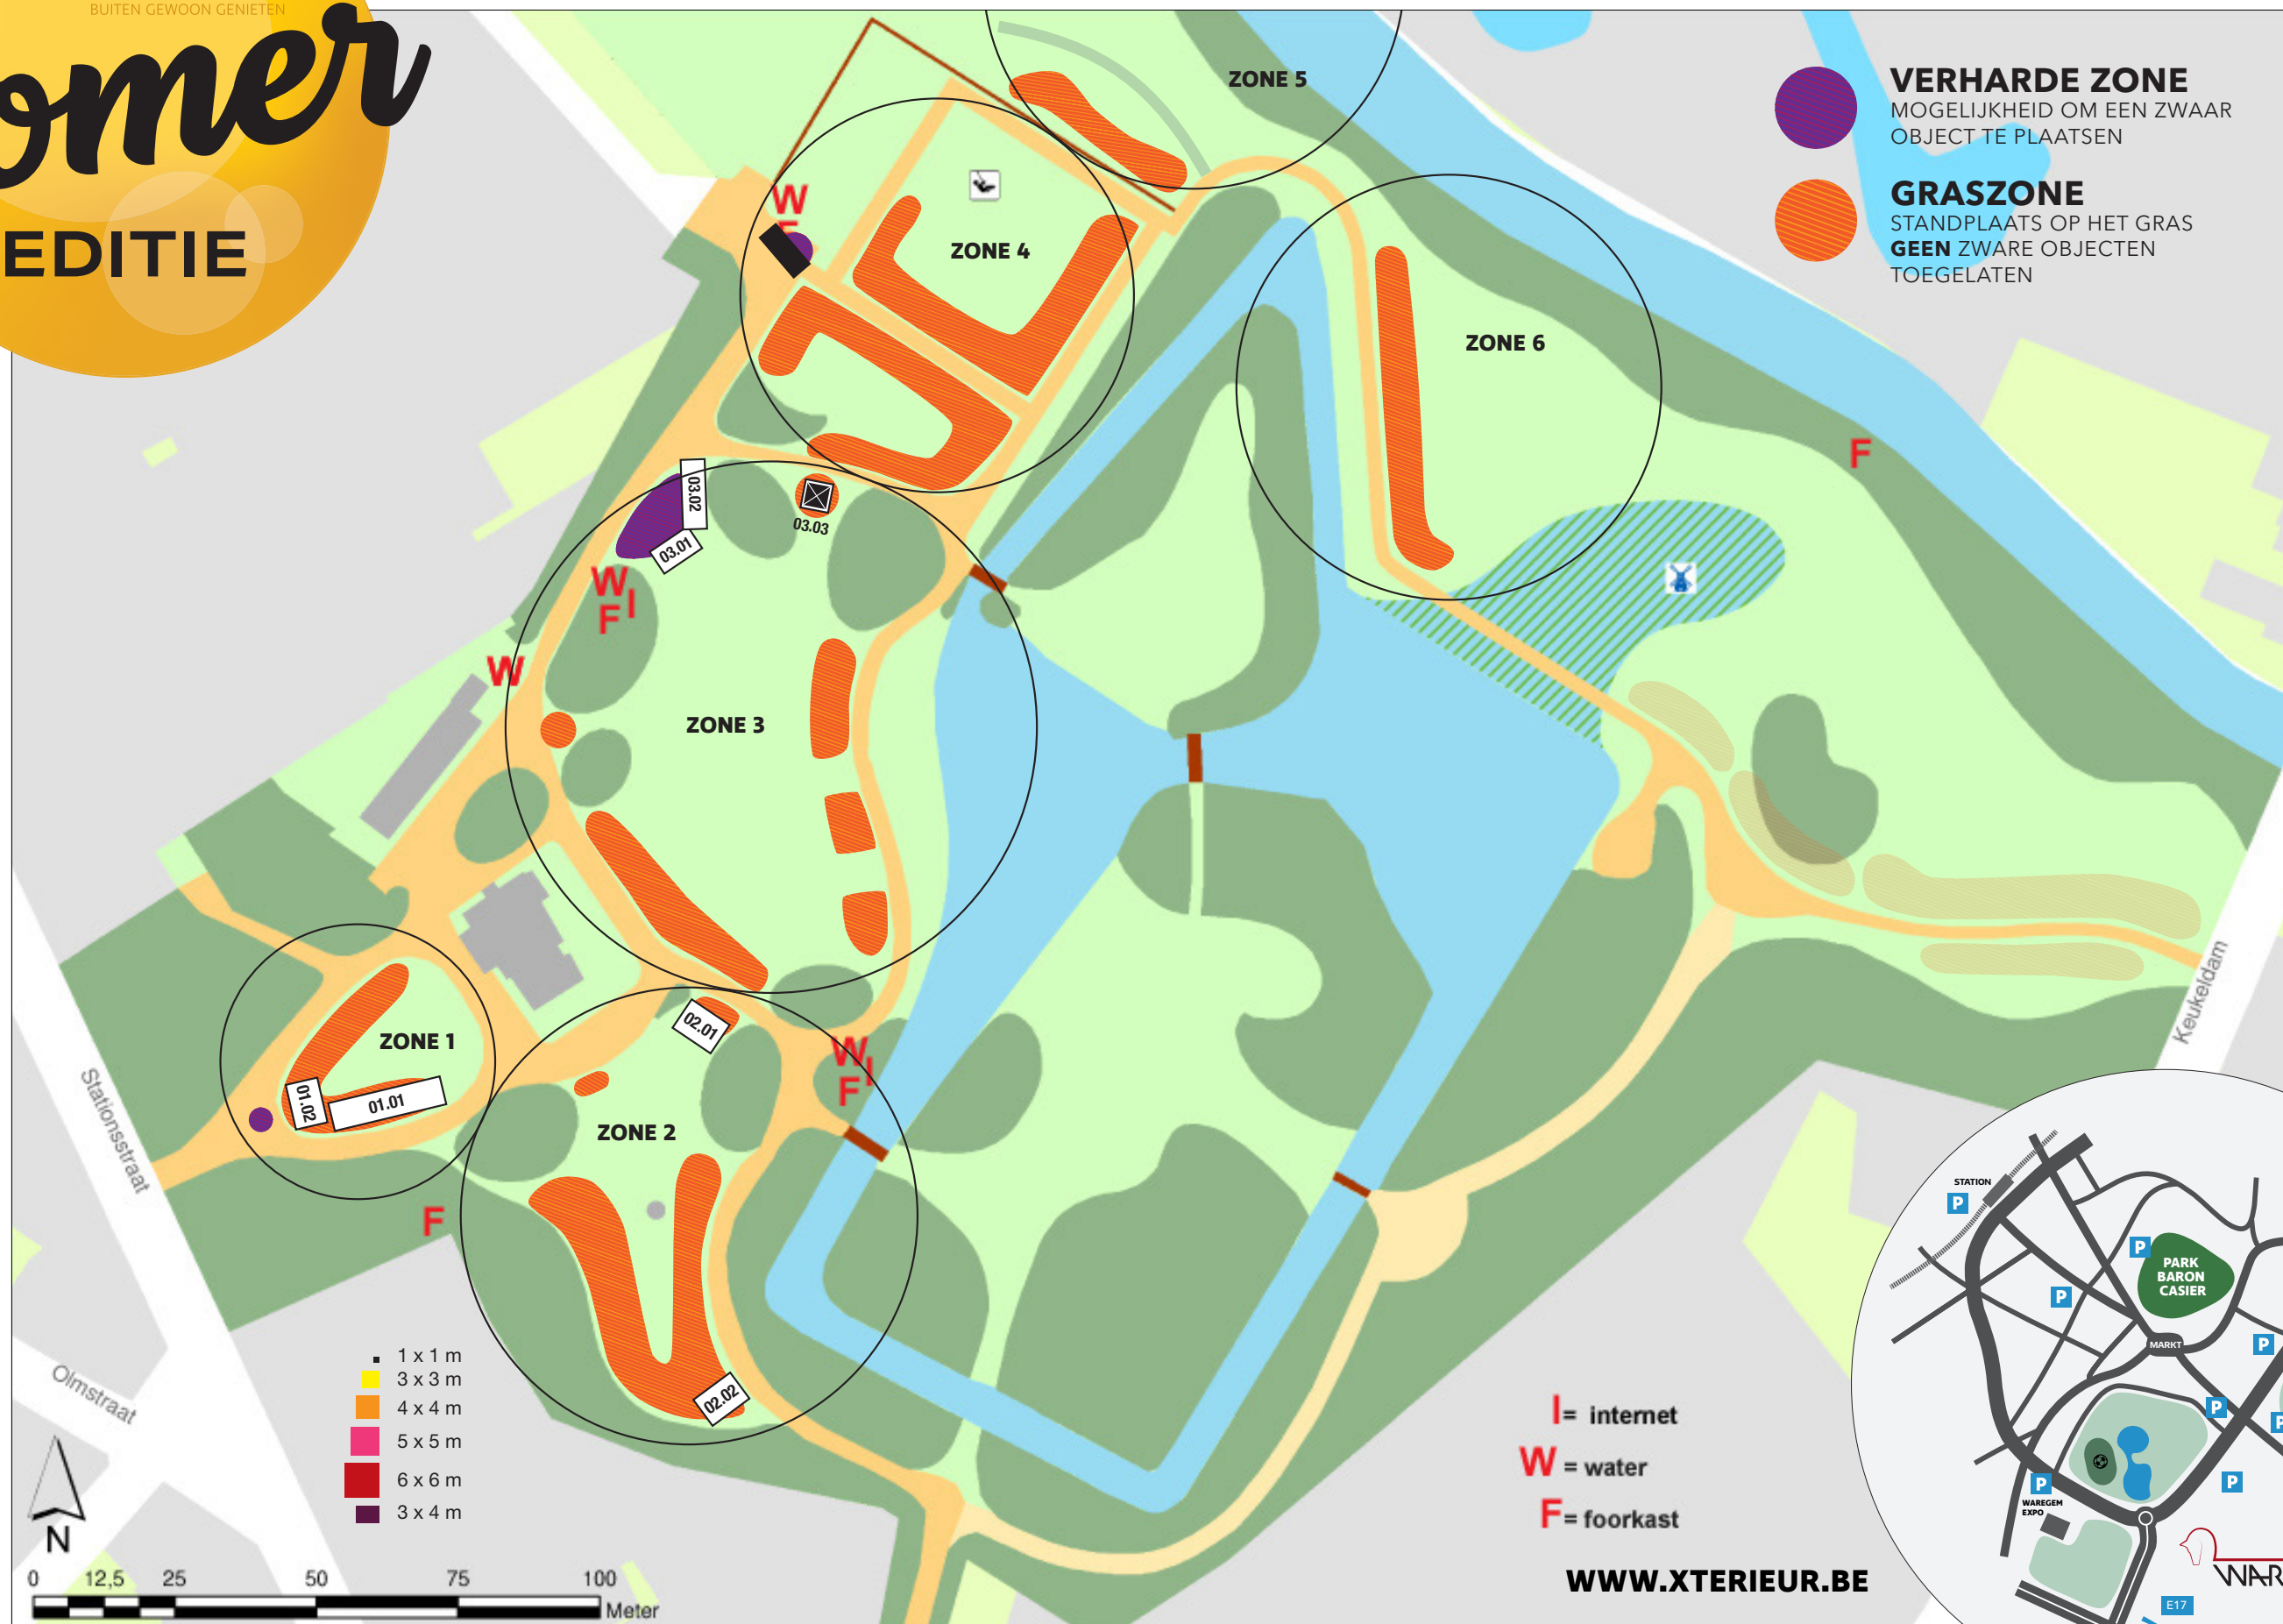 BUITEN GEWOON GENIETEN
omer
EDITIE
VERHARDE ZONE
MOGELIJKHEID OM EEN ZWAAR
OBJECT TE PLAATSEN
GRASZONE
STANDPLAATS OP HET GRAS
GEEN ZWARE OBJECTEN
TOEGELATEN
ZONE 5
W
ZONE 4
ZONE 6
F
03.02
03.01
03.03
W I
F
W
ZONE 3
ZONE 1
01.02
01.01
02.01
W I
F
ZONE 2
F
02.02
Stationsstraat
Olmstraat
Keukeldam
1 x 1 m
3 x 3 m
4 x 4 m
5 x 5 m
6 x 6 m
3 x 4 m
N
0 12,5 25 50 75 100
Meter
I= internet
W = water
F= foorkast
WWW.XTERIEUR.BE
STATION
P
P
PARK
BARON
CASIER
P
MARKT
P
P
P
P
P
WAREGEM
EXPO
WAR
E17